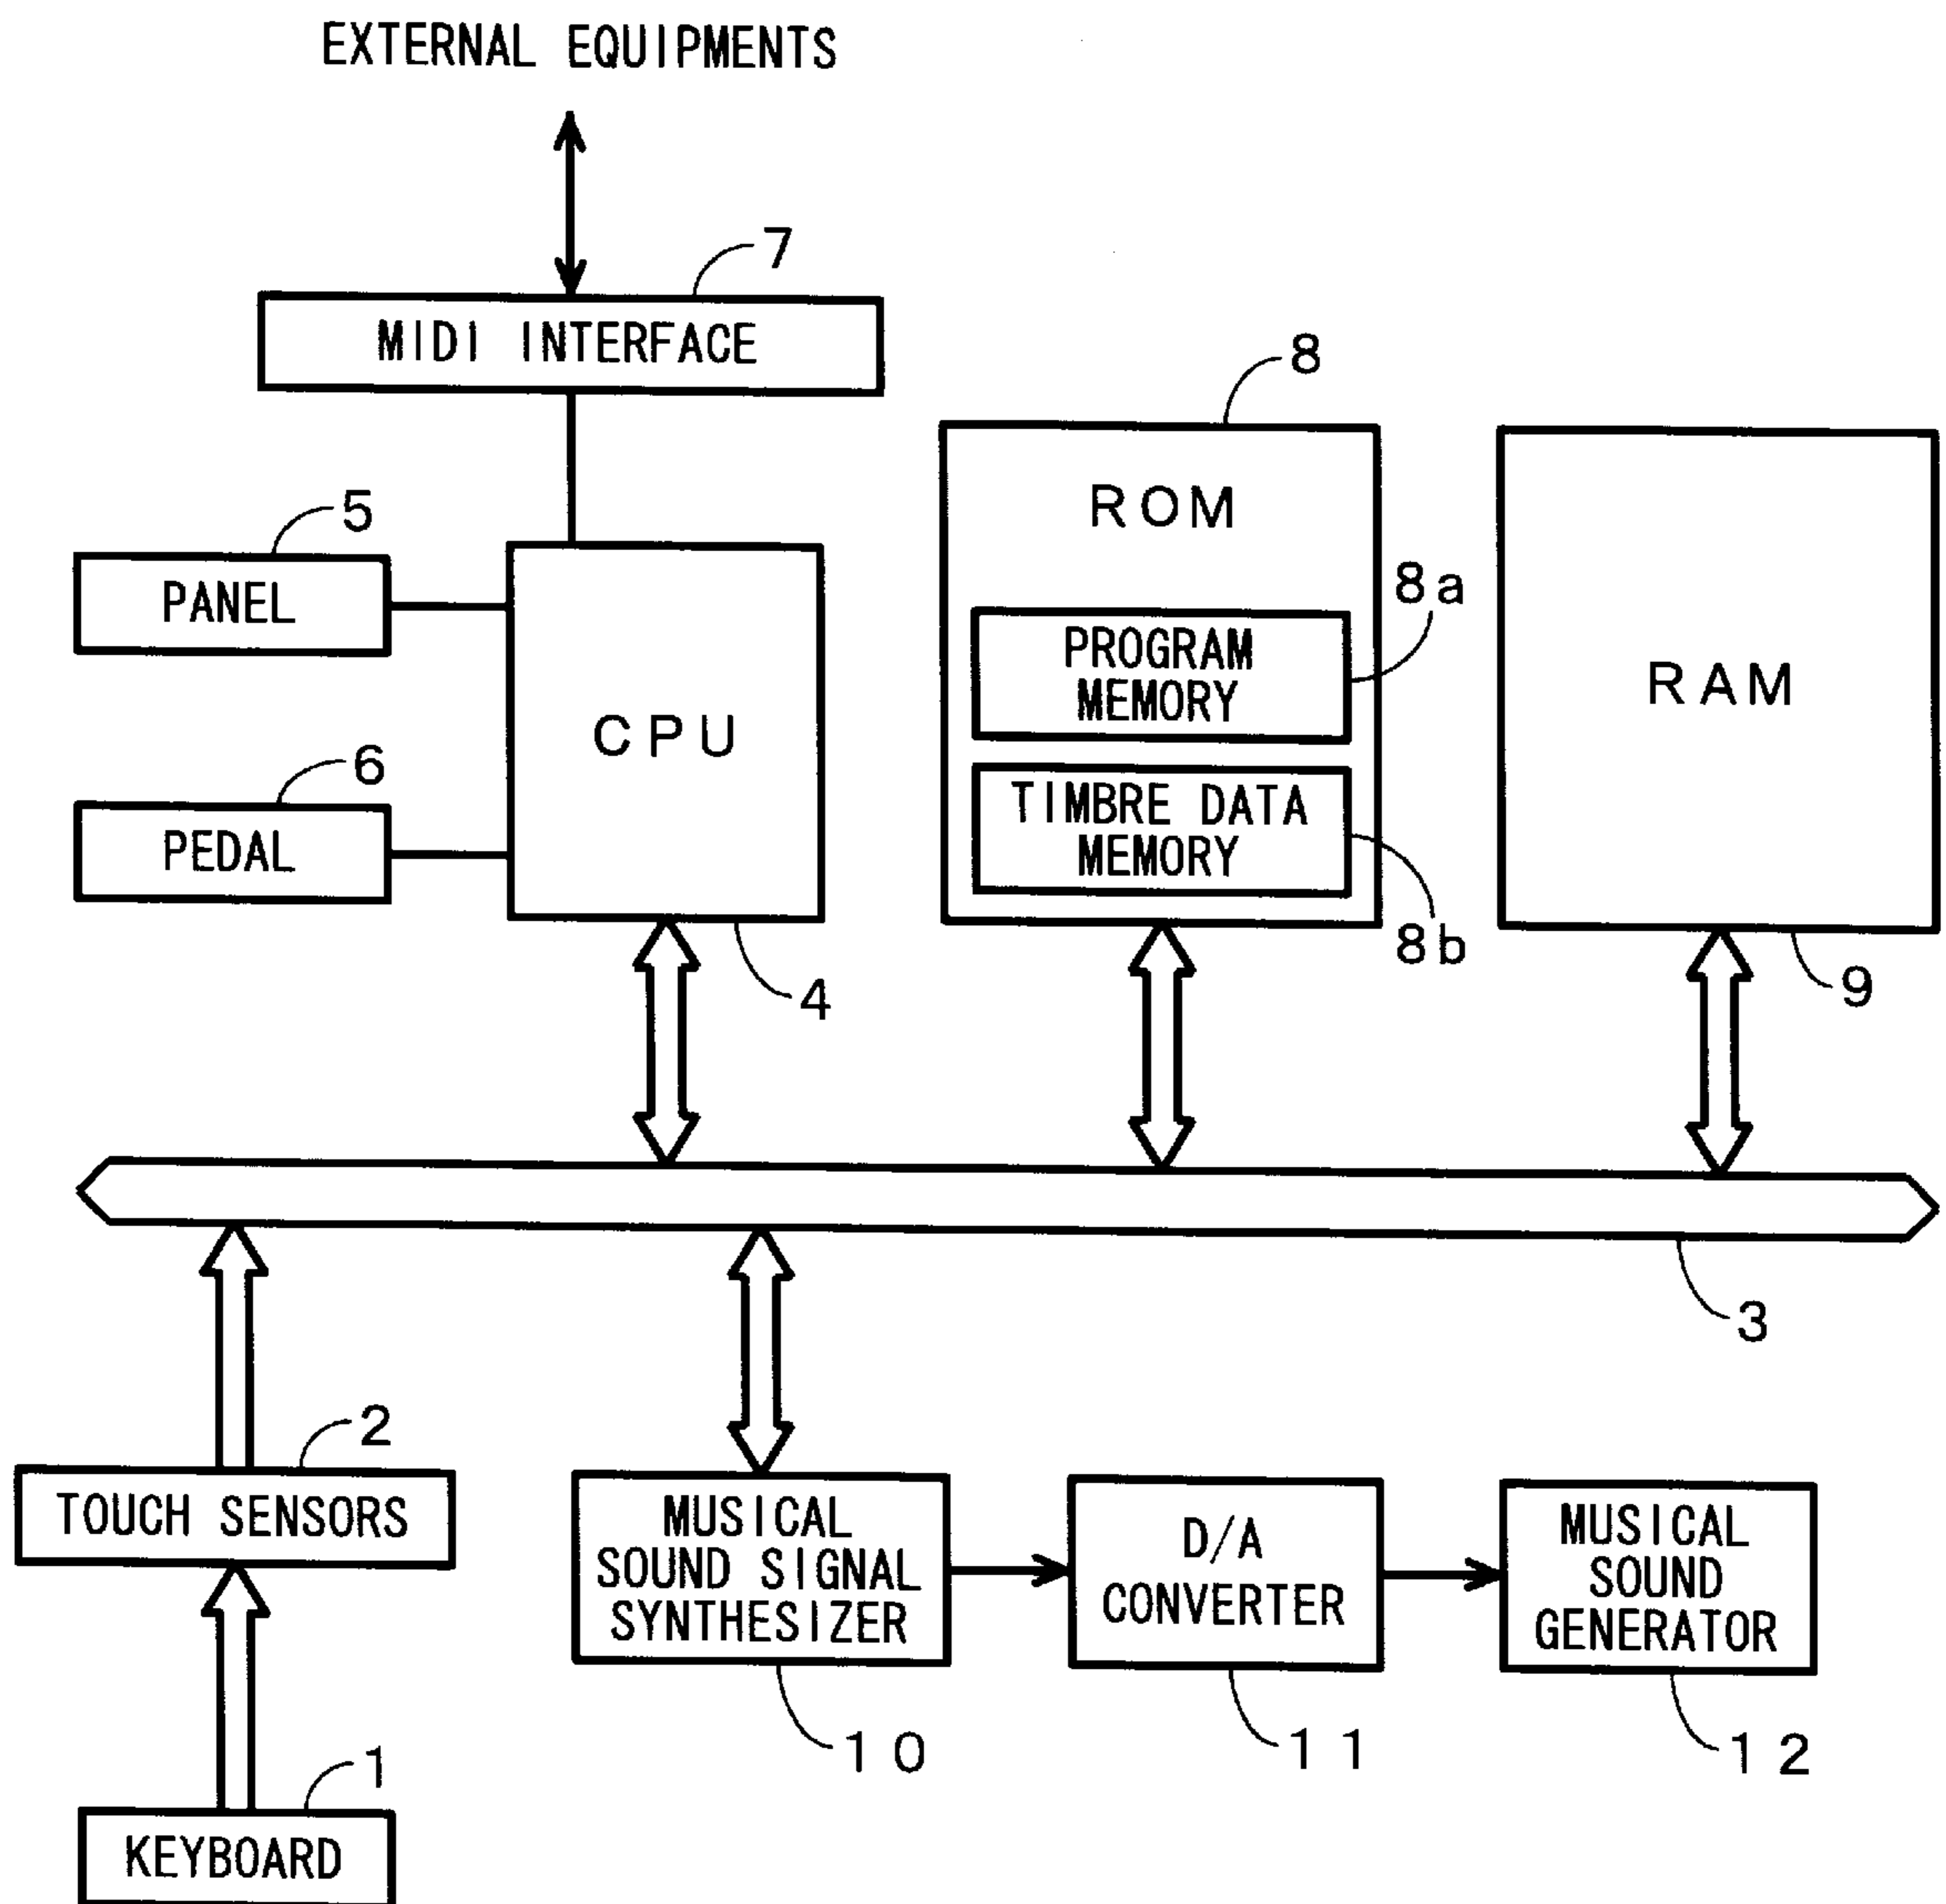 EXTERNAL EQUIPMENTS
7
MIDI INTERFACE
8
5
ROM
PANEL
8a
PROGRAM
MEMORY
RAM
CPU
6
TIMBRE DATA
MEMORY
PEDAL
8b
4
9
3
2
TOUCH SENSORS
MUSICAL
SOUND SIGNAL
SYNTHESIZER
D/A
CONVERTER
MUSICAL
SOUND
GENERATOR
10
11
12
1
KEYBOARD